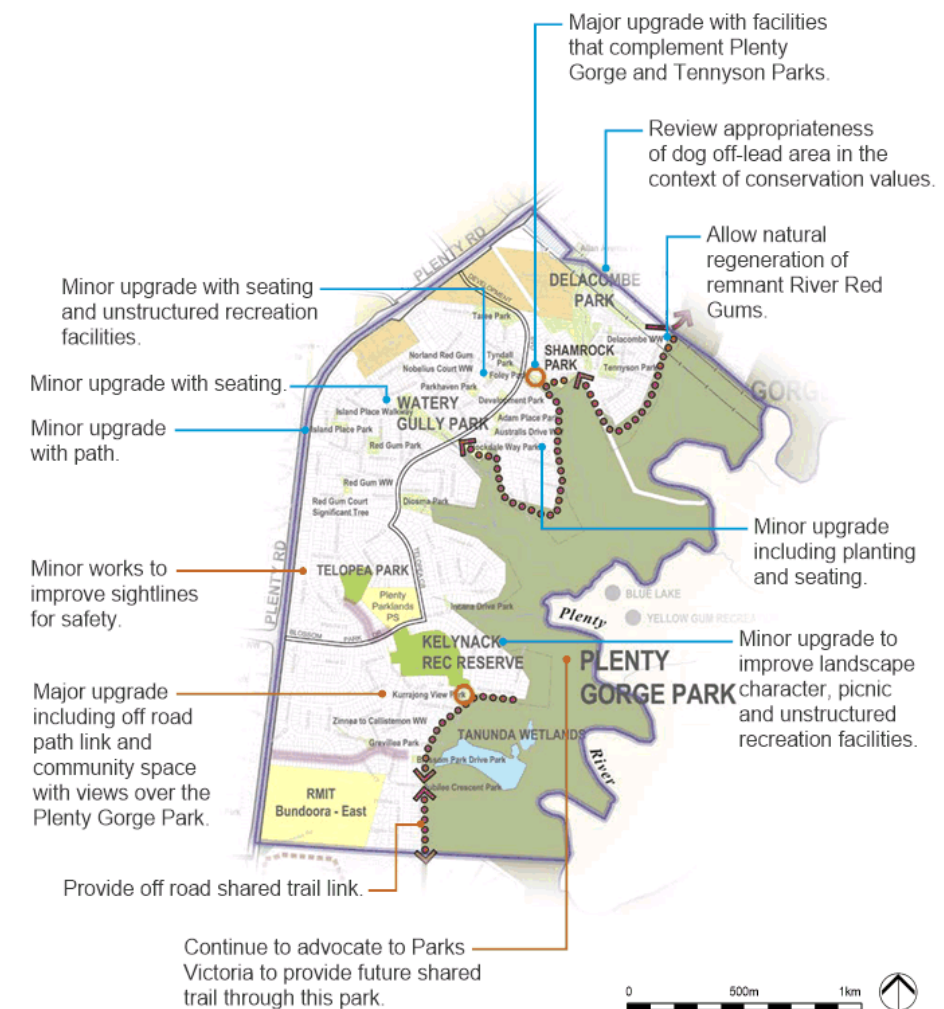 Major upgrade with facilities
that complement Plenty
Gorge and Tennyson Parks.
Review appropriateness
of dog off-lead area in the
context of conservation values.
Allow natural
regeneration of
remnant River Red
Gums.
Minor upgrade with seating
and unstructured recreation
facilities.
Minor upgrade with seating.
Minor upgrade
with path.
Minor works to
improve sightlines
for safety.
Major upgrade
including off road
path link and
community space
with views over the
Plenty Gorge Park.
Provide off road shared trail link.
Continue to advocate to Parks
Victoria to provide future shared
trail through this park.
Minor upgrade
including planting
and seating.
Minor upgrade to
improve landscape
character, picnic
and unstructured
recreation facilities.
PLENTY RD
DEVELOPMENT
DELACOMBE
PARK
Taree Park
Delacombe WW
Norland Red Gum
Tyndall
Park
SHAMROCK
PARK
Nobelius Court WW
Foley Park
Tennyson Park
Parkhaven Park
Development Park
GORG
WATERY
GULLY PARK
Island Place Walkway
Adam Place Park
Island Place Park
Australis Drive WW
Red Gum Park
Brockdale Way Park
Red Gum WW
Red Gum Court
Significant Tree
Diosma Park
PLENTY RD
TELOPEA PARK
Plenty
Parklands
PS
BLUE LAKE
Plenty
YELLOW GUM RECREA
BLOSSOM PARK
KELYNACK
REC RESERVE
PLENTY
GORGE PARK
Kurrajong View Park
Zinnea to Callistemon WW
TANUNDA WETLANDS
Gravillea Park
Blossom Park Drive Park
River
RMIT
Bundoora - East
Jubilee Crescent Park
0 500m 1km